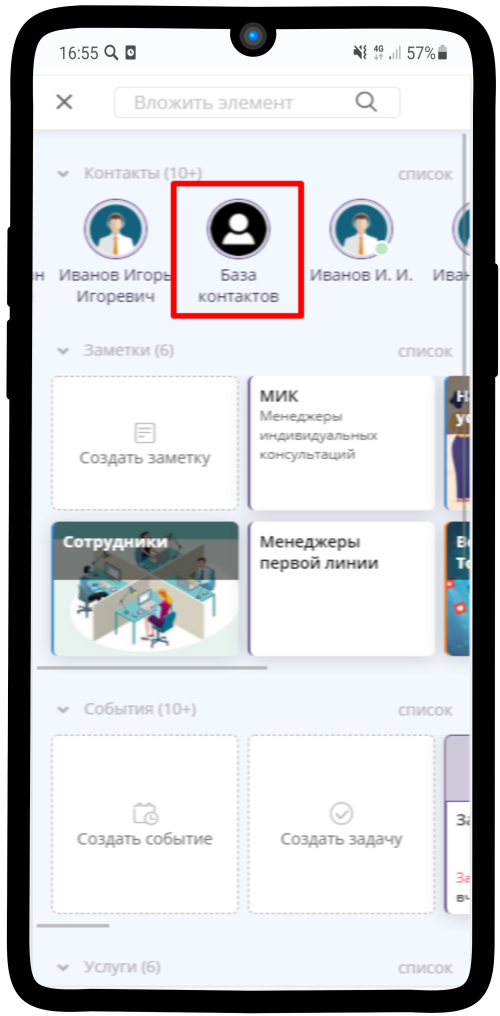 16:55 4G 57%
Вложить элемент
Контакты (10+) список
Иванов Игорь
Игоревич
База
контактов
Иванов И. И.
Ива
Заметки (6) список
Создать заметку
МИК
Менеджеры
индивидуальных
консультаций
Сотрудники
Менеджеры
первой линии
События (10+) список
Создать событие
Создать задачу
За
За
вч
Услуги (6) список